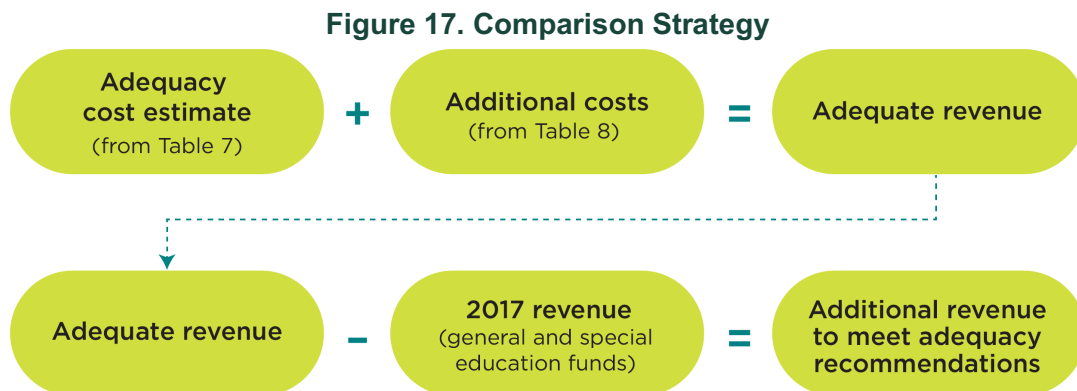 Figure 17. Comparison Strategy
Adequacy
cost estimate
(from Table 7)
+
Additional costs
(from Table 8)
=
Adequate revenue
Adequate revenue
–
2017 revenue
(general and special
education funds)
=
Additional revenue
to meet adequacy
recommendations